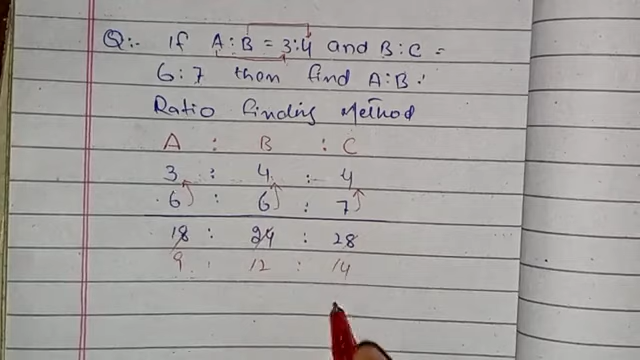 Q:- If A:B = 3:4 and B:C =
6:7 then find A:B:
Ratio Finding Method
A : B : C
3 : 4 : 4
6 : 6 : 7
18 : 24 : 28
9 : 12 : 14